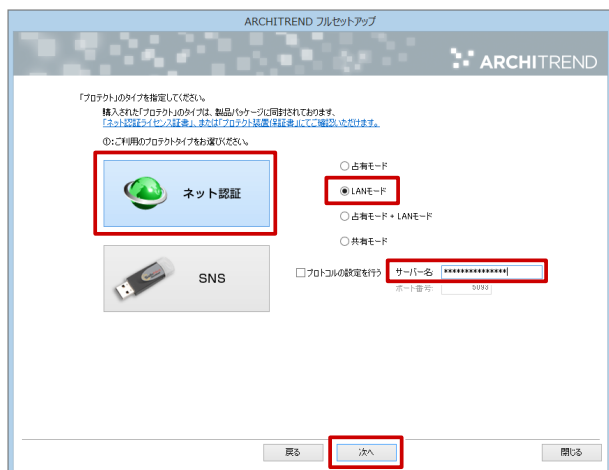 ARCHITREND フルセットアップ
ARCHITREND
「プロテクト」のタイプを指定してください。
購入された「プロテクト」のタイプは、製品パッケージに同封されております、
「ネット認証ライセンス証書」、または「プロテクト装置保証書」にてご確認いただけます。
①:ご利用のプロテクトタイプをお選びください。
ネット認証
占有モード
LANモード
占有モード + LANモード
共有モード
SNS
プロトコルの設定を行う
サーバー名: ***************
ポート番号: 5093
戻る
次へ
閉じる